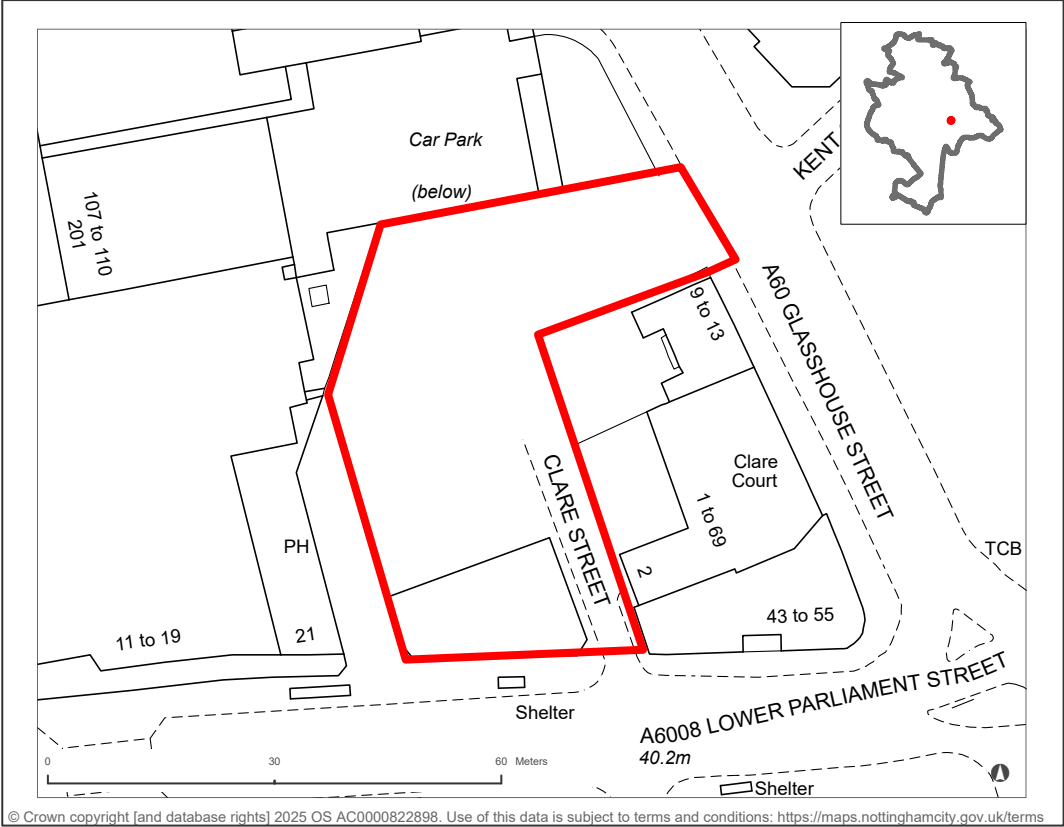 Car Park
(below)
KENT
107 to 110
201
9 to 13
A60 GLASSHOUSE STREET
Clare
Court
CLARE STREET
1 to 69
TCB
PH
2
43 to 55
11 to 19
21
Shelter
A6008 LOWER PARLIAMENT STREET
40.2m
0 30 60 Meters
Shelter
© Crown copyright [and database rights] 2025 OS AC0000822898. Use of this data is subject to terms and conditions: https://maps.nottinghamcity.gov.uk/terms